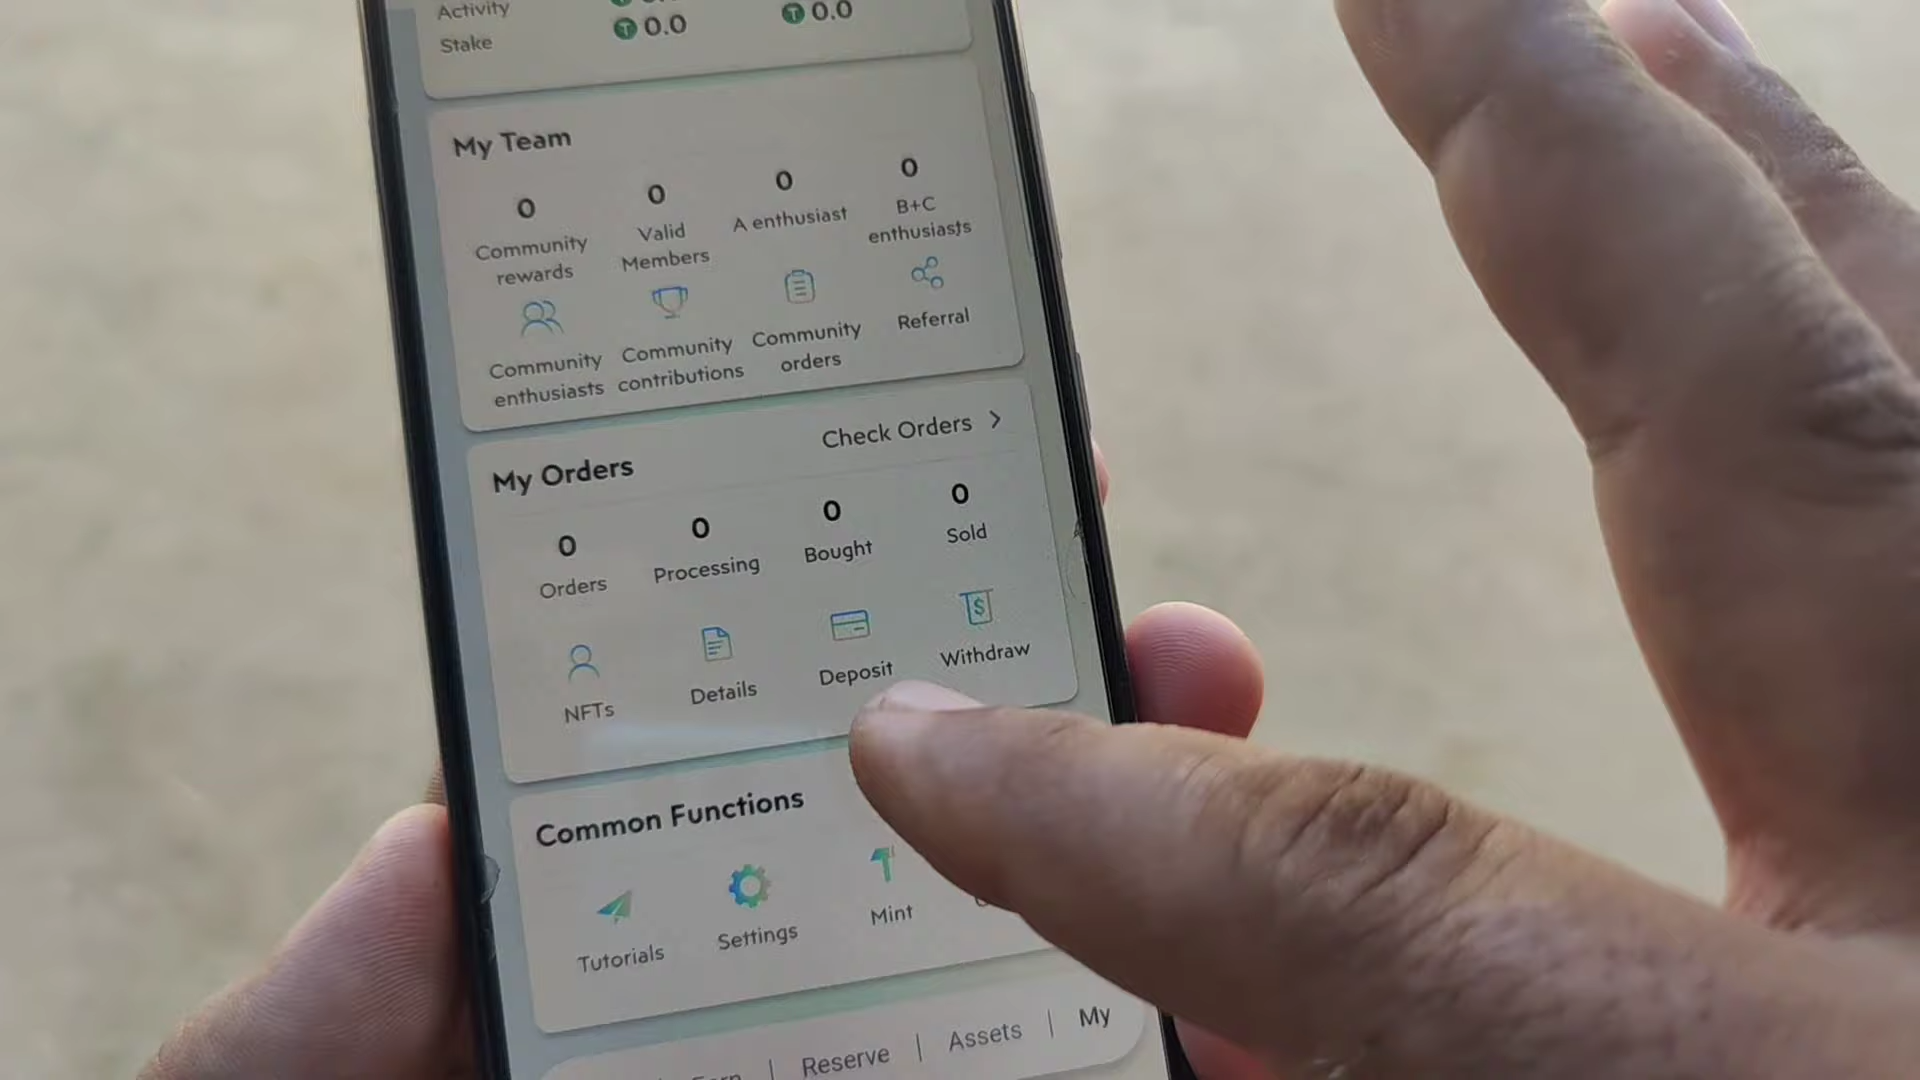 Activity
Stake
0.0
0.0
My Team
0
0
0
0
Community
rewards
Valid
Members
A enthusiast
B+C
enthusiasts
Community
enthusiasts
Community
contributions
Community
orders
Referral
My Orders
Check Orders >
0
0
0
0
Orders
Processing
Bought
Sold
NFTs
Details
Deposit
Withdraw
Common Functions
Tutorials
Settings
Mint
Reserve | Assets | My